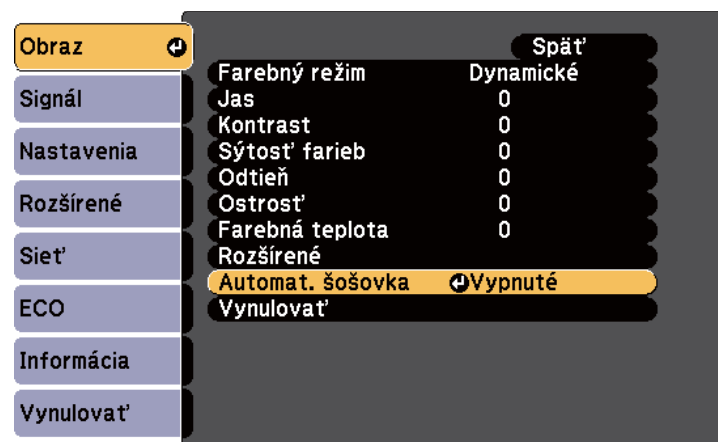 Obraz
Signál
Nastavenia
Rozšírené
Sieť
ECO
Informácia
Vynulovať
Späť
Farebný režim Dynamické
Jas 0
Kontrast 0
Sýtosť farieb 0
Odtieň 0
Ostrosť 0
Farebná teplota 0
Rozšírené
Automat. šošovka Vypnuté
Vynulovať